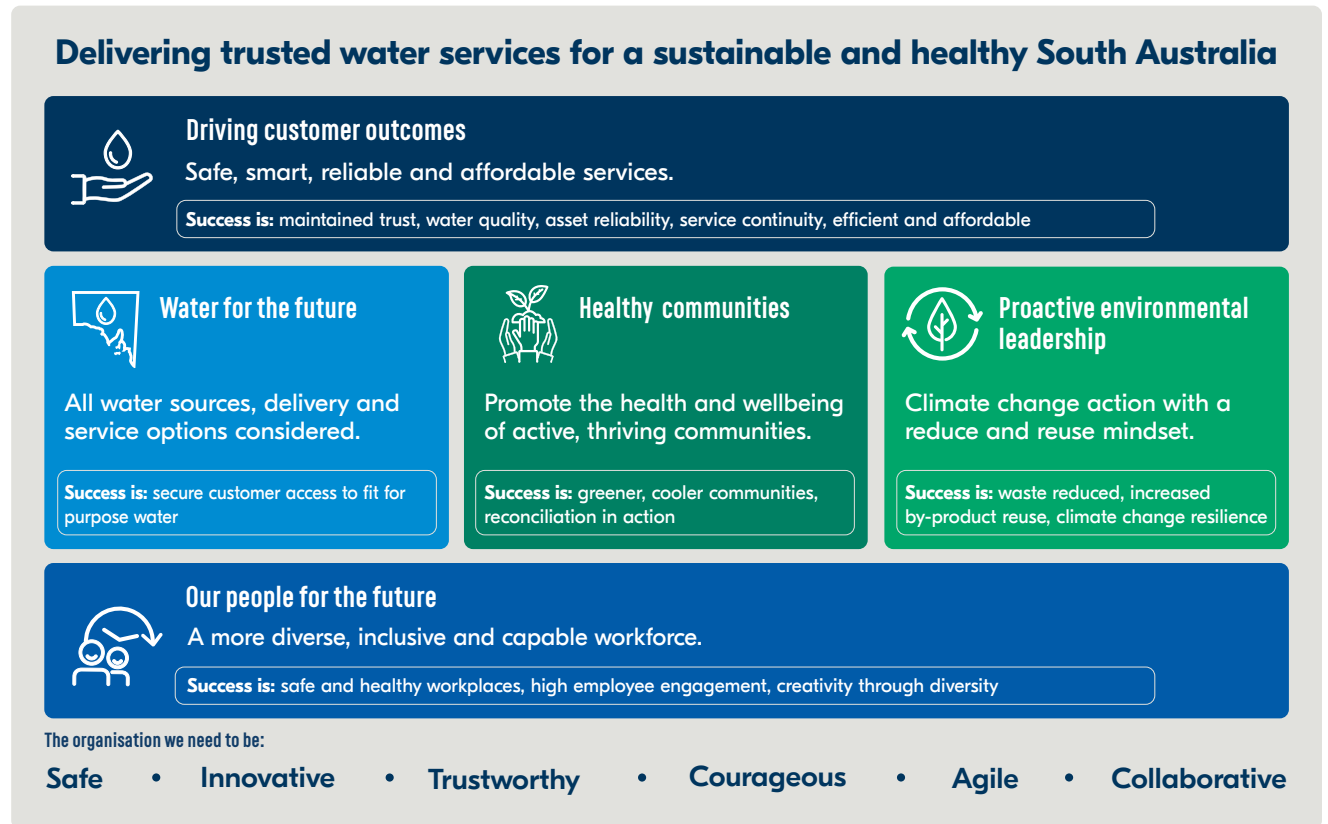 Delivering trusted water services for a sustainable and healthy South Australia
Driving customer outcomes
Safe, smart, reliable and affordable services.
Success is: maintained trust, water quality, asset reliability, service continuity, efficient and affordable
Water for the future
All water sources, delivery and
service options considered.
Success is: secure customer access to fit for
purpose water
Healthy communities
Promote the health and wellbeing
of active, thriving communities.
Success is: greener, cooler communities,
reconciliation in action
Proactive environmental
leadership
Climate change action with a
reduce and reuse mindset.
Success is: waste reduced, increased
by-product reuse, climate change resilience
Our people for the future
A more diverse, inclusive and capable workforce.
Success is: safe and healthy workplaces, high employee engagement, creativity through diversity
The organisation we need to be:
Safe • Innovative • Trustworthy • Courageous • Agile • Collaborative